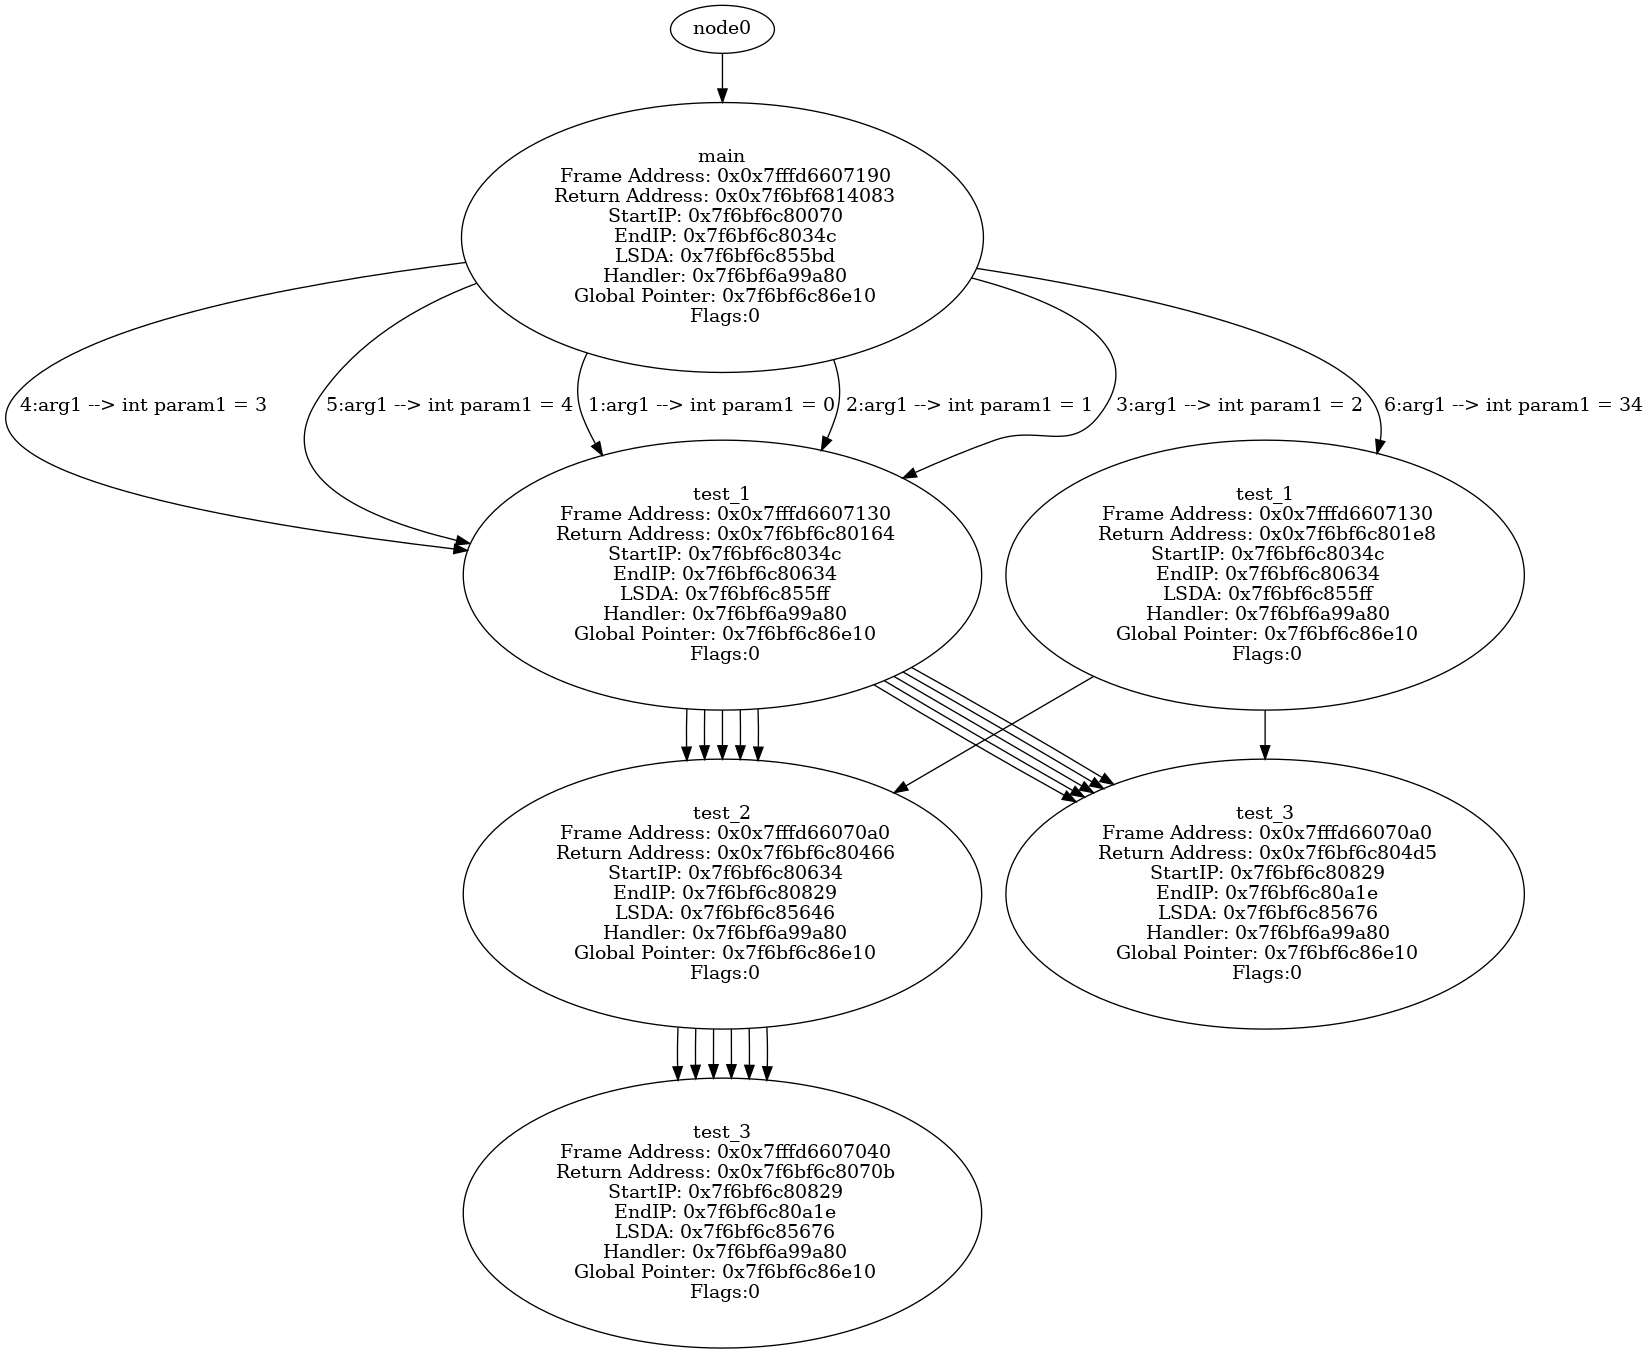 node0
main
Frame Address: 0x0x7fffd6607190
Return Address: 0x0x7f6bf6814083
StartIP: 0x7f6bf6c80070
EndIP: 0x7f6bf6c8034c
LSDA: 0x7f6bf6c855bd
Handler: 0x7f6bf6a99a80
Global Pointer: 0x7f6bf6c86e10
Flags:0
4:arg1 --> int param1 = 3
5:arg1 --> int param1 = 4
1:arg1 --> int param1 = 0
2:arg1 --> int param1 = 1
3:arg1 --> int param1 = 2
6:arg1 --> int param1 = 34
test_1
Frame Address: 0x0x7fffd6607130
Return Address: 0x0x7f6bf6c80164
StartIP: 0x7f6bf6c8034c
EndIP: 0x7f6bf6c80634
LSDA: 0x7f6bf6c855ff
Handler: 0x7f6bf6a99a80
Global Pointer: 0x7f6bf6c86e10
Flags:0
test_1
Frame Address: 0x0x7fffd6607130
Return Address: 0x0x7f6bf6c801e8
StartIP: 0x7f6bf6c8034c
EndIP: 0x7f6bf6c80634
LSDA: 0x7f6bf6c855ff
Handler: 0x7f6bf6a99a80
Global Pointer: 0x7f6bf6c86e10
Flags:0
test_2
Frame Address: 0x0x7fffd66070a0
Return Address: 0x0x7f6bf6c80466
StartIP: 0x7f6bf6c80634
EndIP: 0x7f6bf6c80829
LSDA: 0x7f6bf6c85646
Handler: 0x7f6bf6a99a80
Global Pointer: 0x7f6bf6c86e10
Flags:0
test_3
Frame Address: 0x0x7fffd66070a0
Return Address: 0x0x7f6bf6c804d5
StartIP: 0x7f6bf6c80829
EndIP: 0x7f6bf6c80a1e
LSDA: 0x7f6bf6c85676
Handler: 0x7f6bf6a99a80
Global Pointer: 0x7f6bf6c86e10
Flags:0
test_3
Frame Address: 0x0x7fffd6607040
Return Address: 0x0x7f6bf6c8070b
StartIP: 0x7f6bf6c80829
EndIP: 0x7f6bf6c80a1e
LSDA: 0x7f6bf6c85676
Handler: 0x7f6bf6a99a80
Global Pointer: 0x7f6bf6c86e10
Flags:0